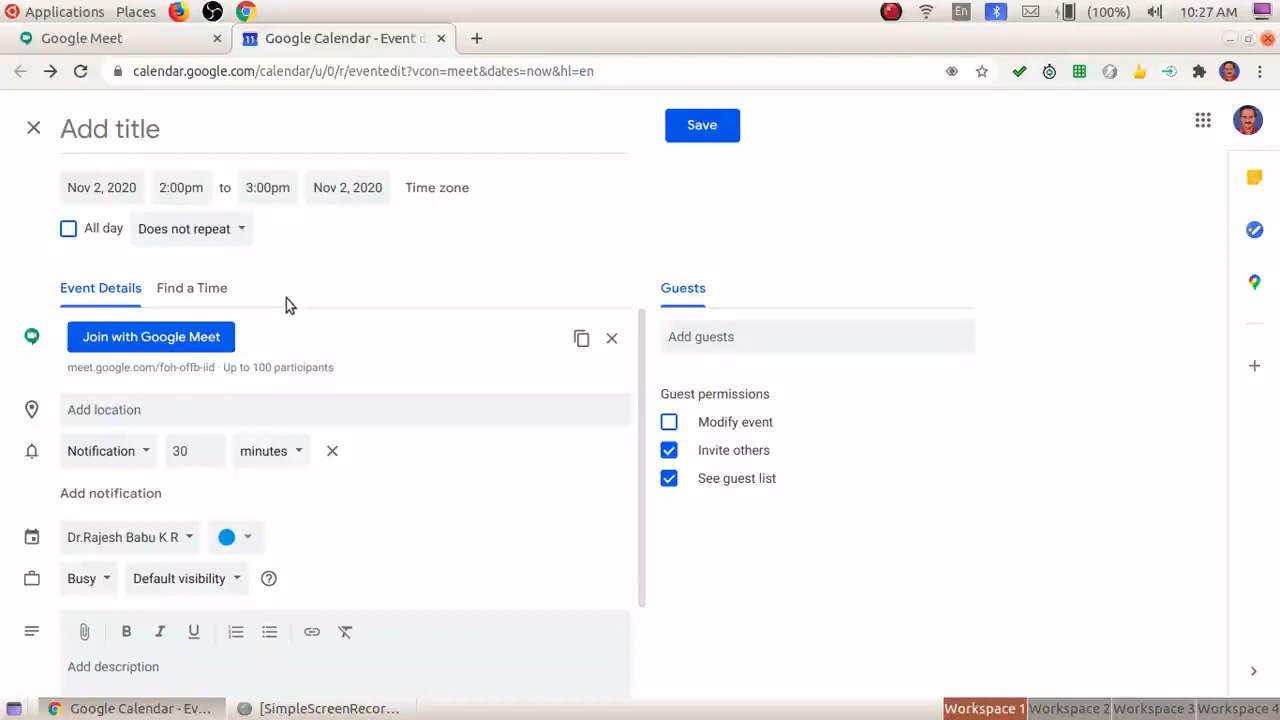 Applications Places En (100%) 10:27 AM
Google Meet Google Calendar - Event d
calendar.google.com/calendar/u/0/r/eventedit?vcon=meet&dates=now&hl=en
Add title Save
Nov 2, 2020 2:00pm to 3:00pm Nov 2, 2020 Time zone
All day Does not repeat
Event Details Find a Time Guests
Join with Google Meet Add guests
meet.google.com/foh-offb-iid · Up to 100 participants
Guest permissions
Add location Modify event
Notification 30 minutes Invite others
See guest list
Add notification
Dr.Rajesh Babu K R
Busy Default visibility
B I U
Add description
Google Calendar - Ev... [SimpleScreenRecor... Workspace 1 Workspace 2 Workspace 3 Workspace 4